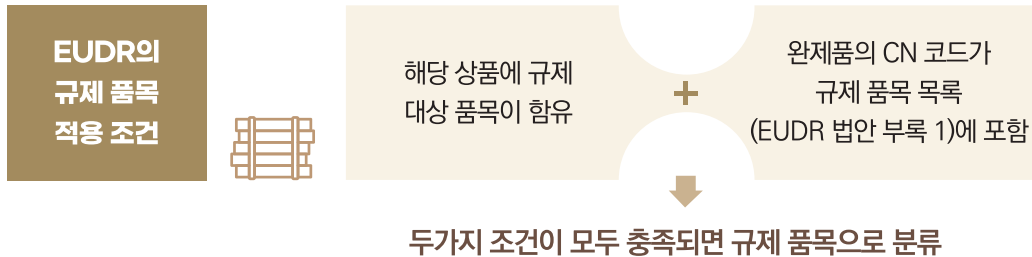 EUDR의
규제 품목
적용 조건
해당 상품에 규제
대상 품목이 함유
+
완제품의 CN 코드가
규제 품목 목록
(EUDR 법안 부록 1)에 포함
두가지 조건이 모두 충족되면 규제 품목으로 분류